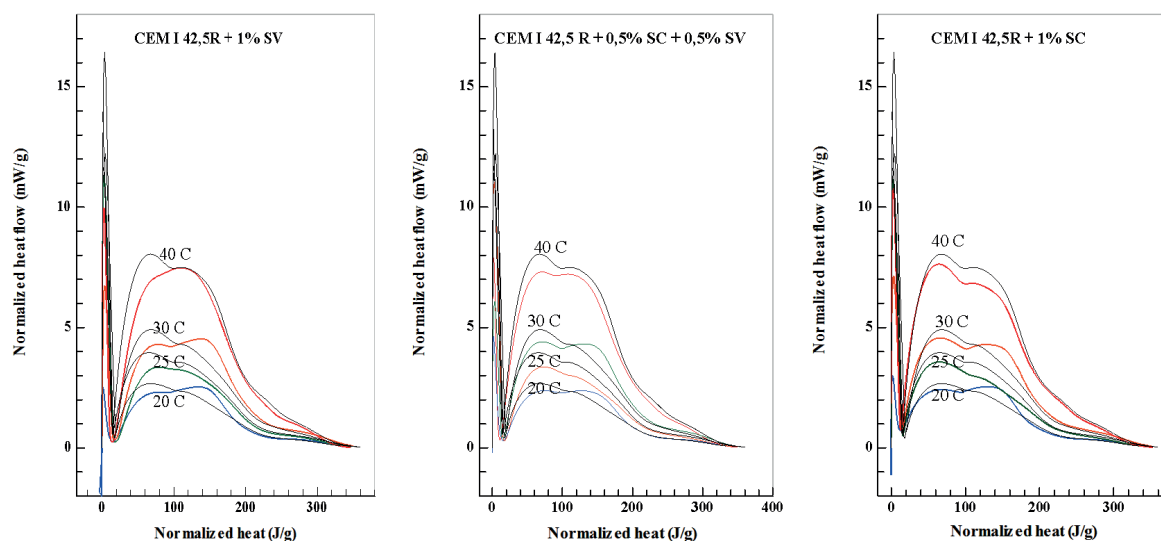 CEM I 42,5R + 1% SV
Normalized heat flow (mW/g)
15
10
5
0
40 C
30 C
25 C
20 C
0
100
200
300
Normalized heat (J/g)
CEM I 42,5 R + 0,5% SC + 0,5% SV
Normalized heat flow (mW/g)
15
10
5
0
40 C
30 C
25 C
20 C
0
100
200
300
400
Normalized heat (J/g)
CEM I 42,5R + 1% SC
Normalized heat flow (mW/g)
15
10
5
0
40 C
30 C
25 C
20 C
0
100
200
300
Normalized heat (J/g)